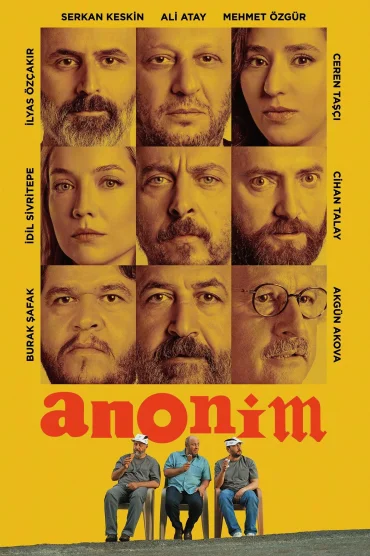 SERKAN KESKİN ALİ ATAY MEHMET ÖZGÜR
İLYAS ÖZÇAKIR
CEREN TAŞÇI
İDİL SİVRİTEPE
CİHAN TALAY
BURAK ŞAFAK
AKGÜN AKOVA
anonim